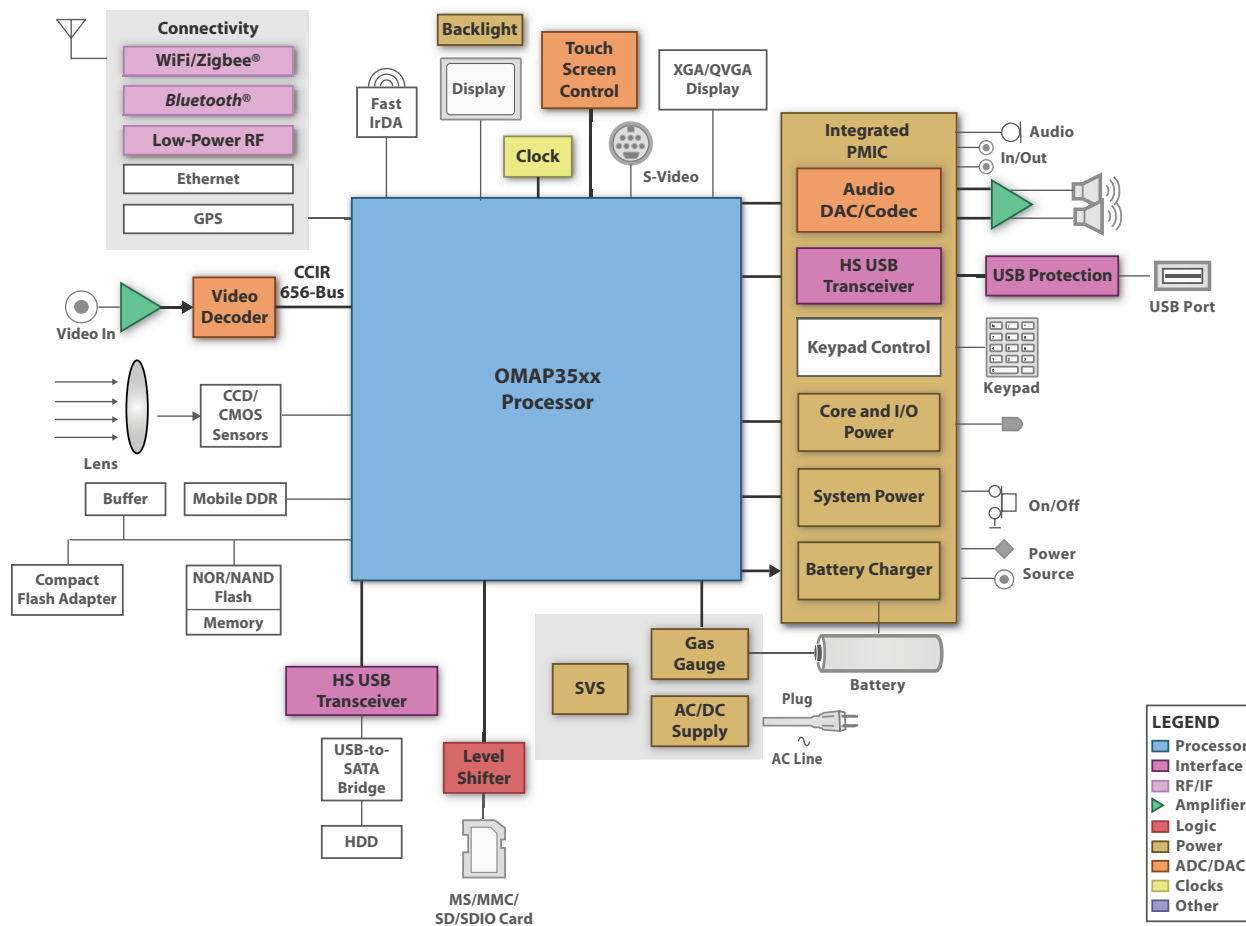 Connectivity
WiFi/Zigbee®
Bluetooth®
Low-Power RF
Ethernet
GPS
Fast
IrDA
Backlight
Display
Clock
Touch
Screen
Control
S-Video
XGA/QVGA
Display
Integrated
PMIC
Audio
DAC/Codec
HS USB
Transceiver
Keypad Control
Core and I/O
Power
System Power
Battery Charger
Audio
In/Out
USB Protection
USB Port
Keypad
On/Off
Power
Source
Video In
Video
Decoder
CCIR
656-Bus
OMAP35xx
Processor
Lens
CCD/
CMOS
Sensors
Buffer
Mobile DDR
Compact
Flash Adapter
NOR/NAND
Flash
Memory
HS USB
Transceiver
USB-to-
SATA
Bridge
HDD
Level
Shifter
MS/MMC/
SD/SDIO Card
SVS
Gas
Gauge
AC/DC
Supply
Battery
Plug
AC Line
LEGEND
Processor
Interface
RF/IF
Amplifier
Logic
Power
ADC/DAC
Clocks
Other